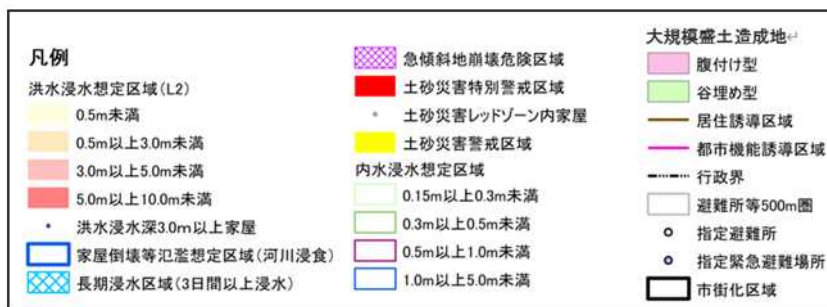 凡例
洪水浸水想定区域(L2)
0.5m未満
0.5m以上3.0m未満
3.0m以上5.0m未満
5.0m以上10.0m未満
洪水浸水深3.0m以上家屋
家屋倒壊等氾濫想定区域(河川浸食)
長期浸水区域(3日間以上浸水)
急傾斜地崩壊危険区域
土砂災害特別警戒区域
土砂災害レッドゾーン内家屋
土砂災害警戒区域
内水浸水想定区域
0.15m以上0.3m未満
0.3m以上0.5m未満
0.5m以上1.0m未満
1.0m以上5.0m未満
大規模盛土造成地↵
腹付け型
谷埋め型
居住誘導区域
都市機能誘導区域
行政界
避難所等500m圏
指定避難所
指定緊急避難場所
市街化区域